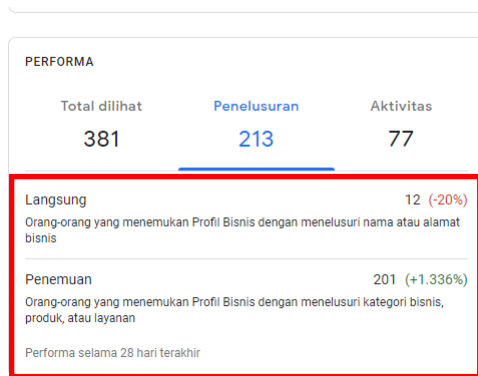 PERFORMA
Total dilihat Penelusuran Aktivitas
381 213 77
Langsung 12 (-20%)
Orang-orang yang menemukan Profil Bisnis dengan menelusuri nama atau alamat
bisnis
Penemuan 201 (+1.336%)
Orang-orang yang menemukan Profil Bisnis dengan menelusuri kategori bisnis,
produk, atau layanan
Performa selama 28 hari terakhir